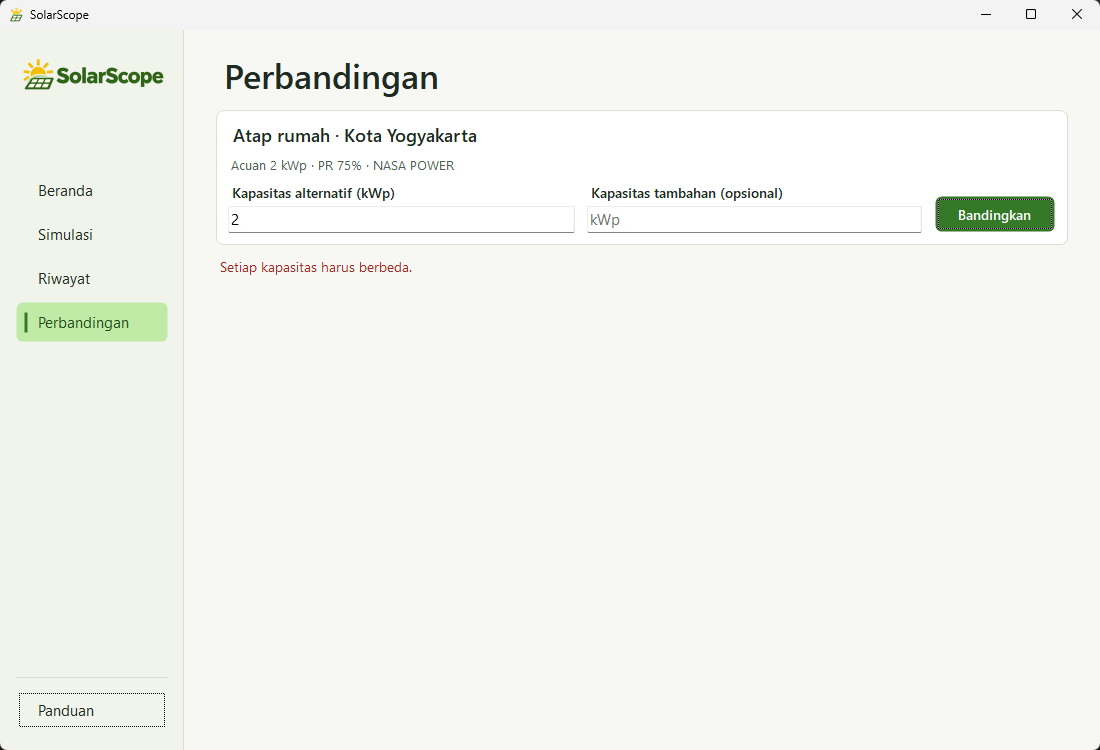 SolarScope
SolarScope
Beranda
Simulasi
Riwayat
Perbandingan
Panduan
Perbandingan
Atap rumah · Kota Yogyakarta
Acuan 2 kWp · PR 75% · NASA POWER
Kapasitas alternatif (kWp)
2
Kapasitas tambahan (opsional)
kWp
Bandingkan
Setiap kapasitas harus berbeda.